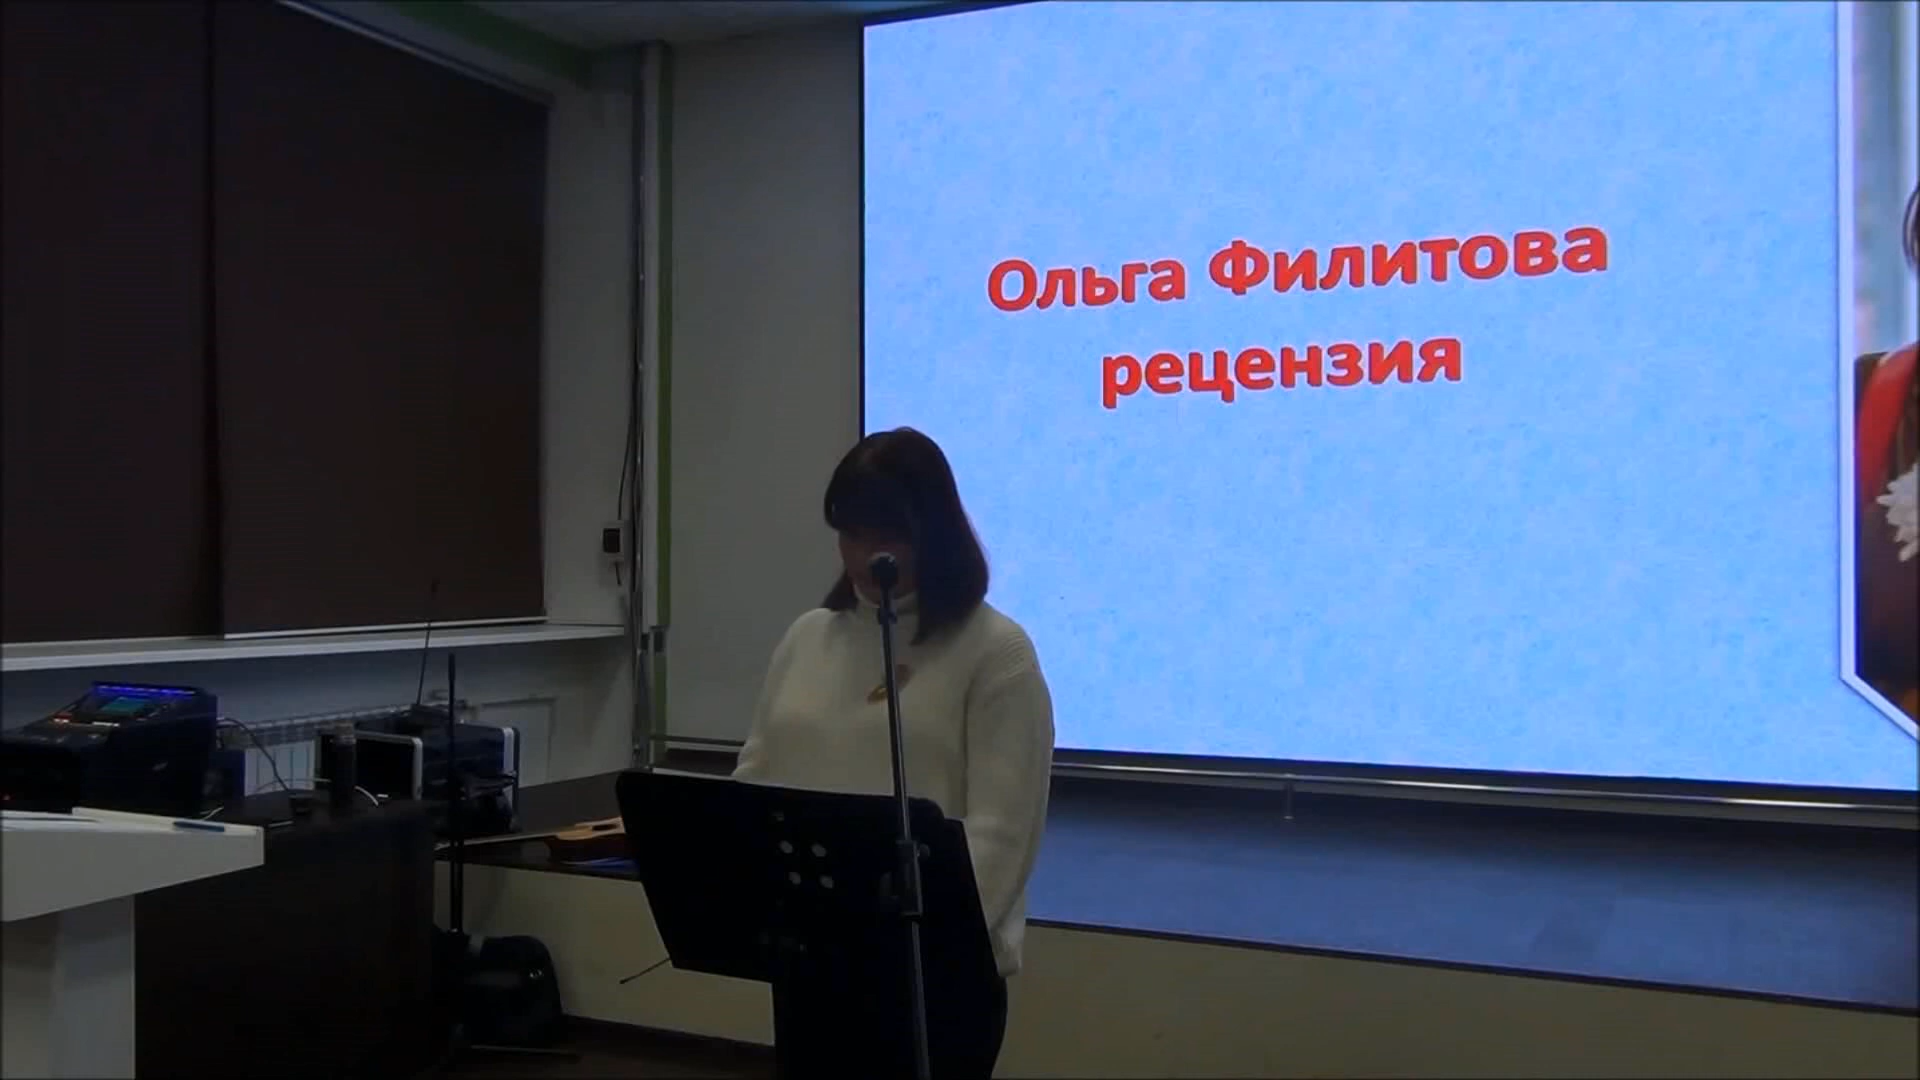 Ольга Филитова
рецензия